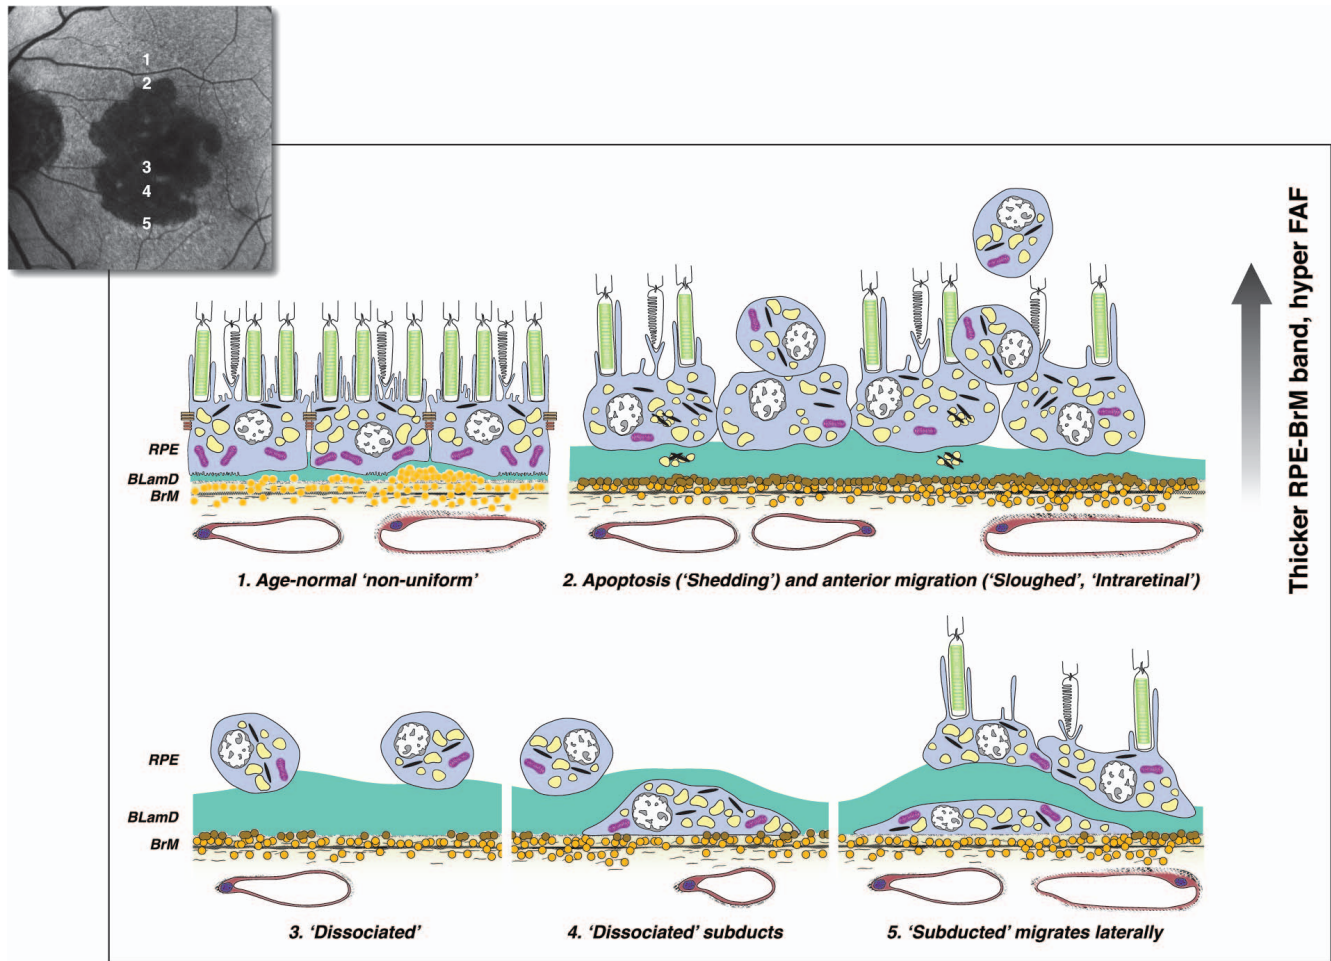 1
2
3
4
5
Thicker RPE-BrM band, hyper FAF
RPE
BLamD
BrM
1. Age-normal ‘non-uniform’
2. Apoptosis (‘Shedding’) and anterior migration (‘Sloughed’, ‘Intraretinal’)
RPE
BLamD
BrM
3. ‘Dissociated’
4. ‘Dissociated’ subducts
5. ‘Subducted’ migrates laterally